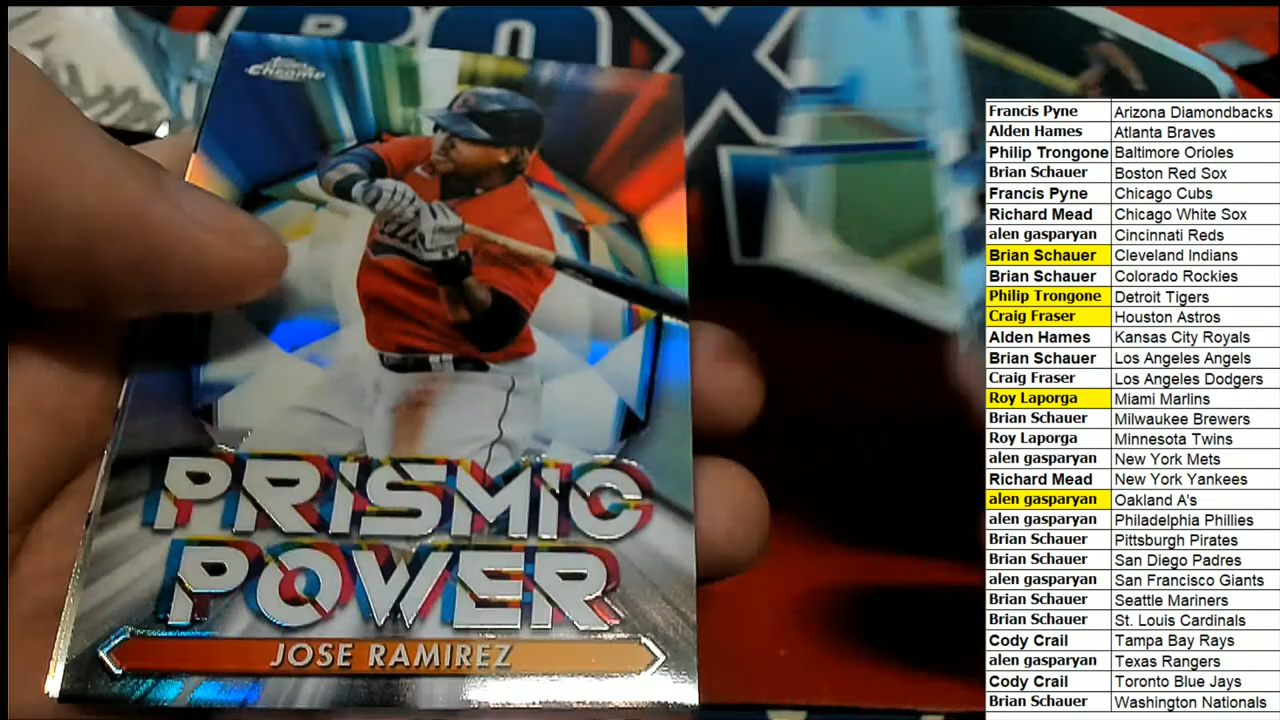 BOX
Topps
Chrome
PRISMIC
POWER
JOSE RAMIREZ
Francis Pyne Arizona Diamondbacks
Alden Hames Atlanta Braves
Philip Trongone Baltimore Orioles
Brian Schauer Boston Red Sox
Francis Pyne Chicago Cubs
Richard Mead Chicago White Sox
alen gasparyan Cincinnati Reds
Brian Schauer Cleveland Indians
Brian Schauer Colorado Rockies
Philip Trongone Detroit Tigers
Craig Fraser Houston Astros
Alden Hames Kansas City Royals
Brian Schauer Los Angeles Angels
Craig Fraser Los Angeles Dodgers
Roy Laporga Miami Marlins
Brian Schauer Milwaukee Brewers
Roy Laporga Minnesota Twins
alen gasparyan New York Mets
Richard Mead New York Yankees
alen gasparyan Oakland A's
alen gasparyan Philadelphia Phillies
Brian Schauer Pittsburgh Pirates
Brian Schauer San Diego Padres
alen gasparyan San Francisco Giants
Brian Schauer Seattle Mariners
Brian Schauer St. Louis Cardinals
Cody Crail Tampa Bay Rays
alen gasparyan Texas Rangers
Cody Crail Toronto Blue Jays
Brian Schauer Washington Nationals